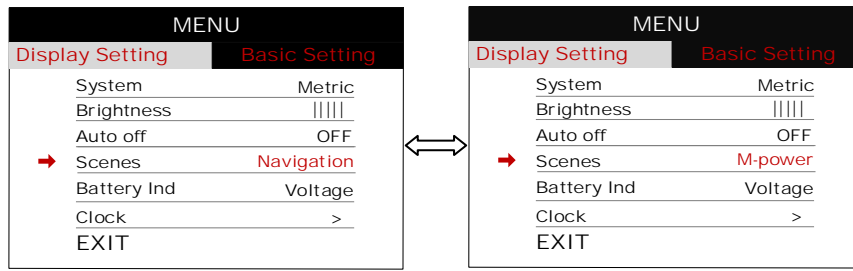 MENU
Display Setting Basic Setting
System Metric
Brightness |||||
Auto off OFF
Scenes Navigation
Battery Ind Voltage
Clock >
EXIT
MENU
Display Setting Basic Setting
System Metric
Brightness |||||
Auto off OFF
Scenes M-power
Battery Ind Voltage
Clock >
EXIT